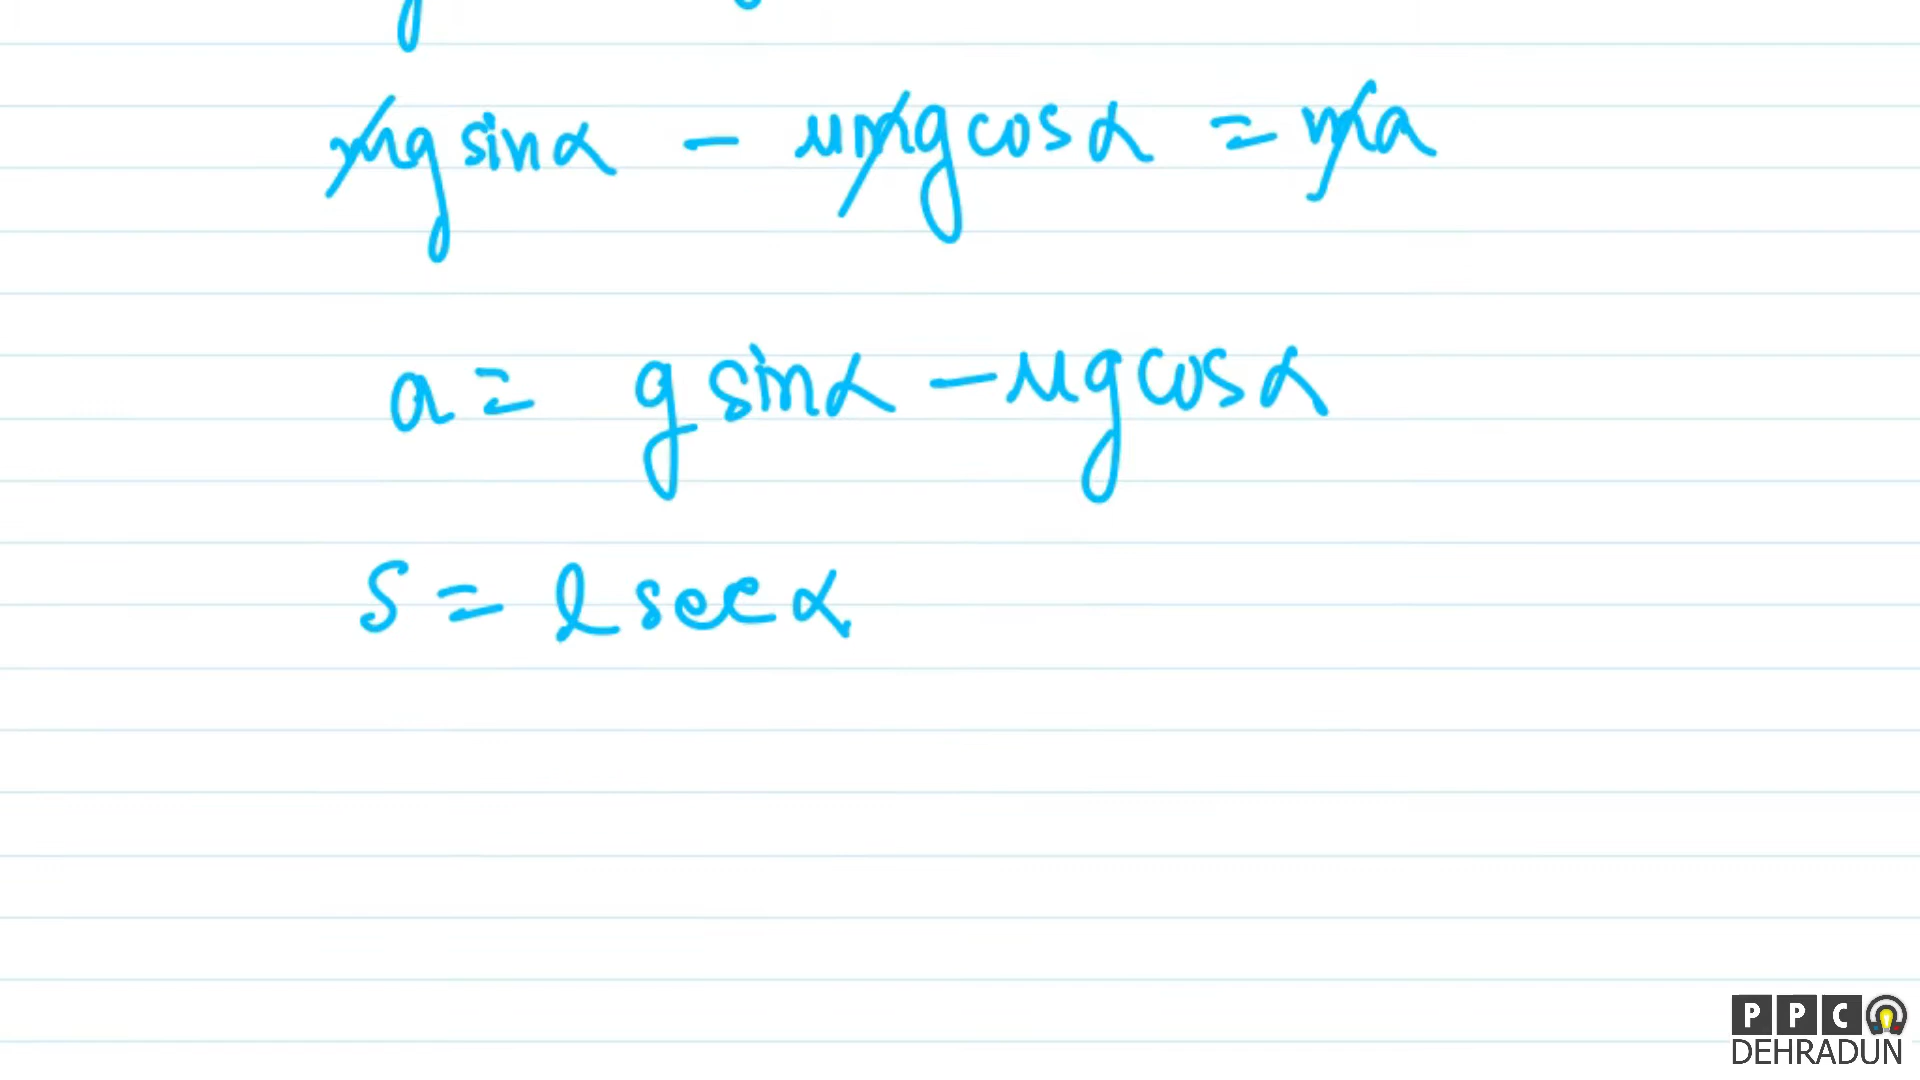 mg sinα - μmg cosα = ma
a = g sinα - μg cosα
S = l secα
PPC
DEHRADUN